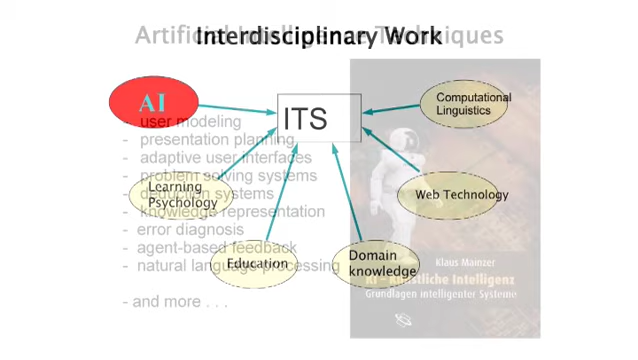 Artificial Intelligence Techniques
Interdisciplinary Work
AI
ITS
Computational
Linguistics
- user modeling
- presentation planning
- adaptive user interfaces
- problem solving systems
- deduction systems
- knowledge representation
- error diagnosis
- agent-based feedback
- natural language processing
- and more . . .
Learning
Psychology
Web Technology
Education
Domain
knowledge
Klaus Mainzer
KI – Künstliche Intelligenz
Grundlagen intelligenter Systeme